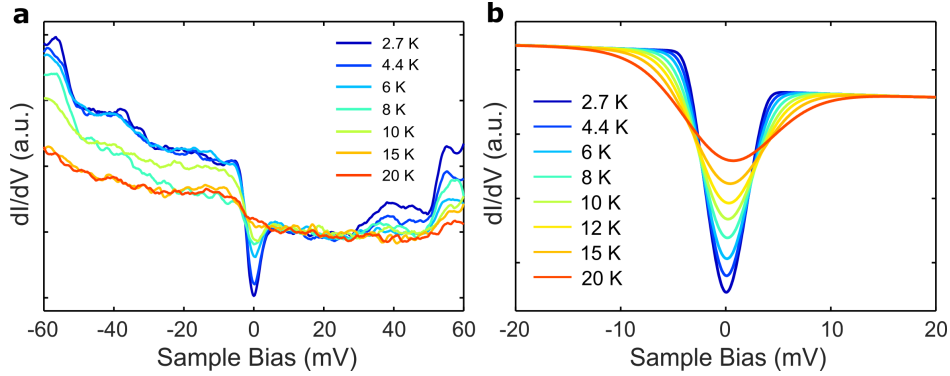 a
dI/dV (a.u.)
2.7 K
4.4 K
6 K
8 K
10 K
15 K
20 K
-60 -40 -20 0 20 40 60
Sample Bias (mV)
b
dI/dV (a.u.)
2.7 K
4.4 K
6 K
8 K
10 K
12 K
15 K
20 K
-20 -10 0 10 20
Sample Bias (mV)